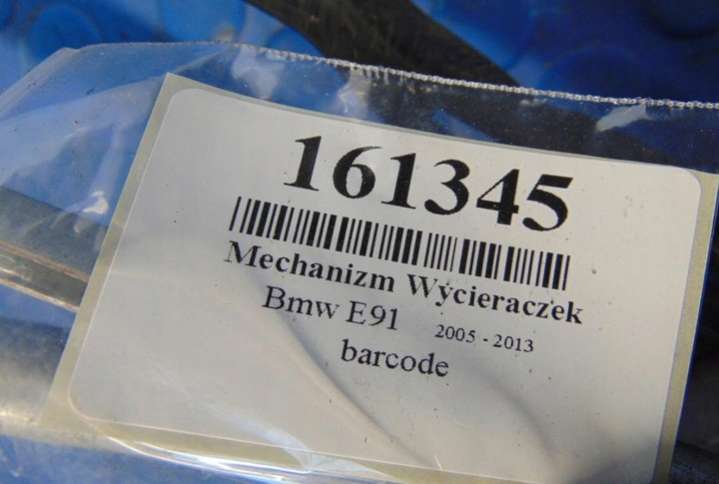 161345
Mechanizm Wycieraczek
Bmw E91 2005 - 2013
barcode